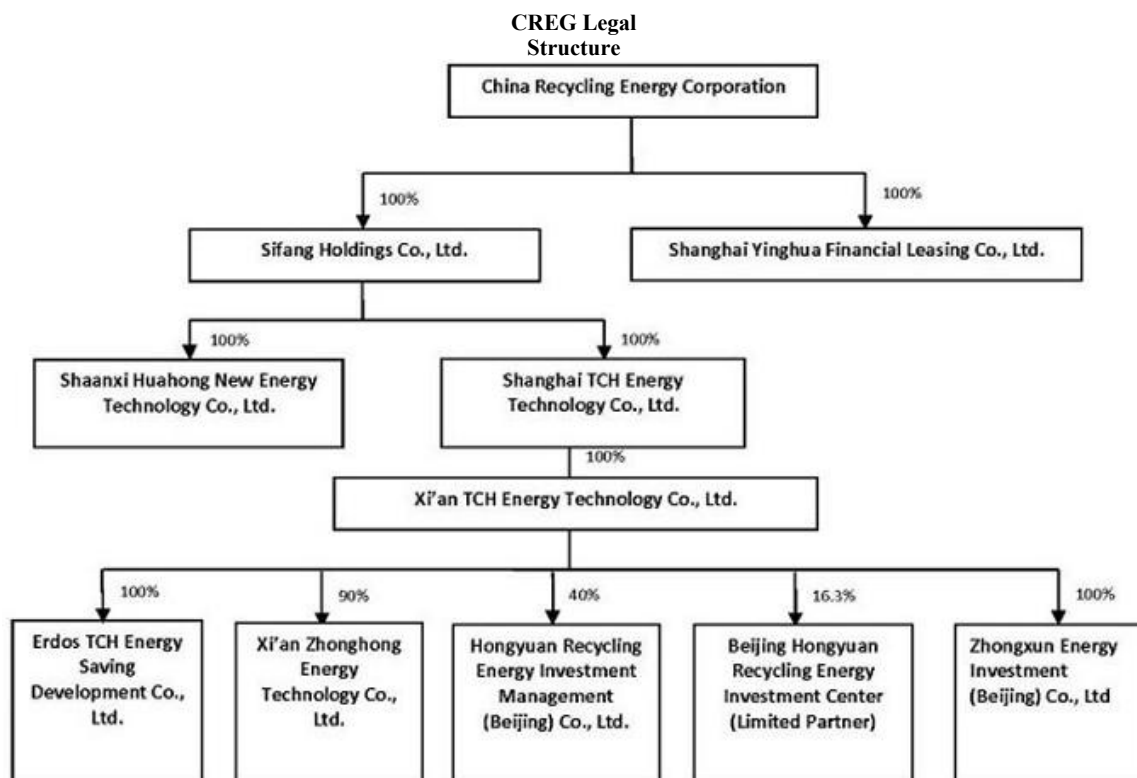 CREG Legal
Structure
China Recycling Energy Corporation
100%
100%
Sifang Holdings Co., Ltd.
Shanghai Yinghua Financial Leasing Co., Ltd.
100%
100%
Shaanxi Huahong New Energy
Technology Co., Ltd.
Shanghai TCH Energy
Technology Co., Ltd.
100%
Xi'an TCH Energy Technology Co., Ltd.
100%
90%
40%
16.3%
100%
Erdos TCH Energy
Saving
Development Co.,
Ltd.
Xi'an Zhonghong
Energy
Technology Co.,
Ltd.
Hongyuan Recycling
Energy Investment
Management
(Beijing) Co., Ltd.
Beijing Hongyuan
Recycling Energy
Investment Center
(Limited Partner)
Zhongxun Energy
Investment
(Beijing) Co., Ltd